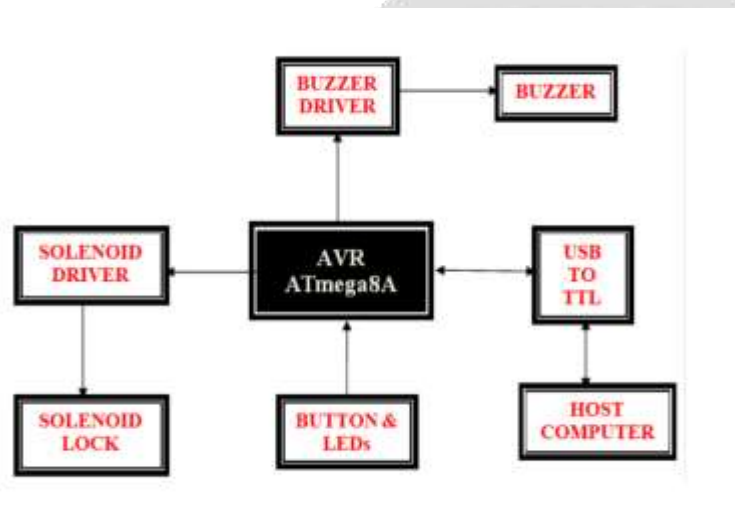 BUZZER
DRIVER
BUZZER
SOLENOID
DRIVER
AVR
ATmega8A
USB
TO
TTL
SOLENOID
LOCK
BUTTON &
LEDs
HOST
COMPUTER